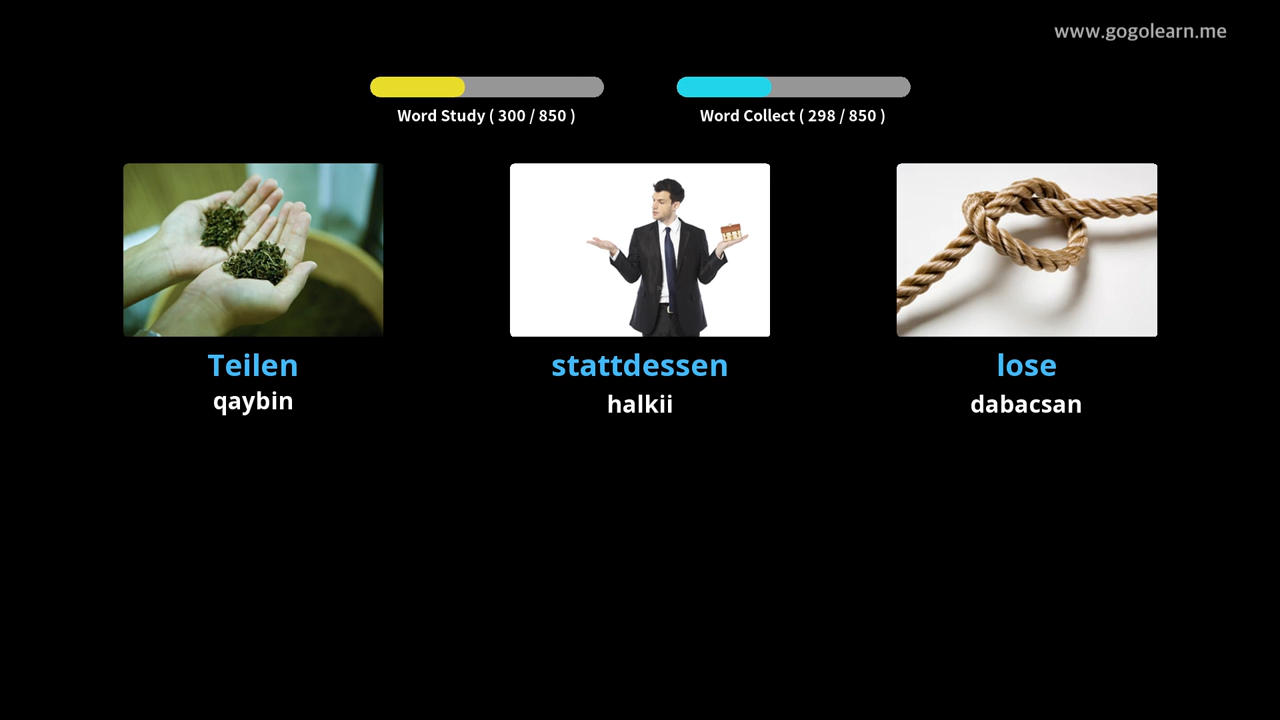 www.gogolearn.me
Word Study ( 300 / 850 )
Word Collect ( 298 / 850 )
Teilen
qaybin
stattdessen
halkii
lose
dabacsan